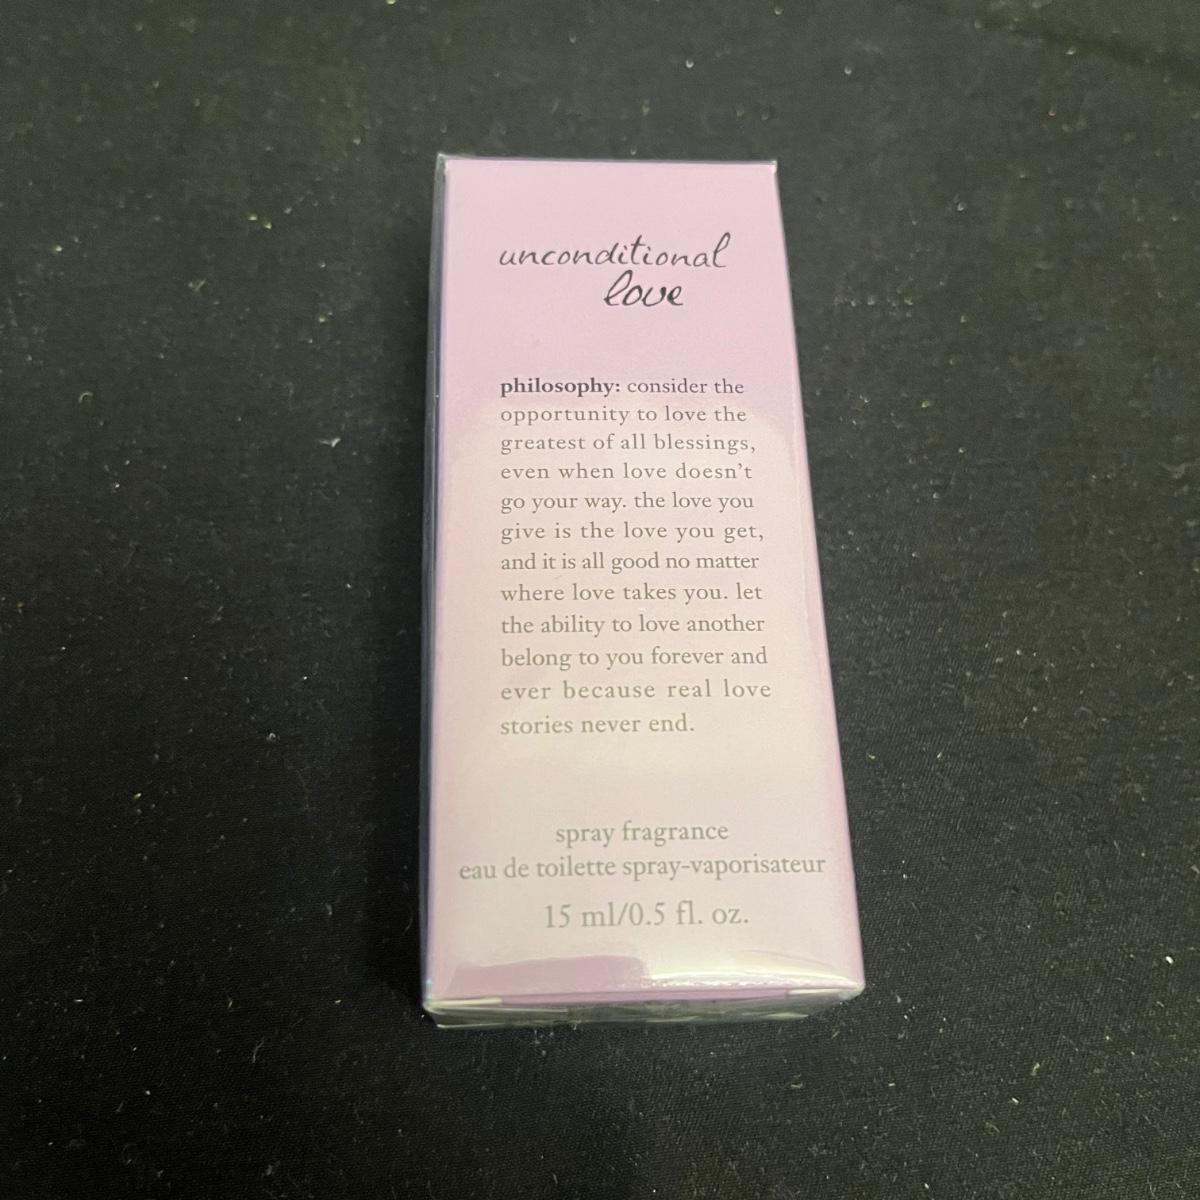 unconditional
love
philosophy: consider the
opportunity to love the
greatest of all blessings,
even when love doesn't
go your way. the love you
give is the love you get,
and it is all good no matter
where love takes you. let
the ability to love another
belong to you forever and
ever because real love
stories never end.
spray fragrance
eau de toilette spray-vaporisateur
15 ml/0.5 fl. oz.